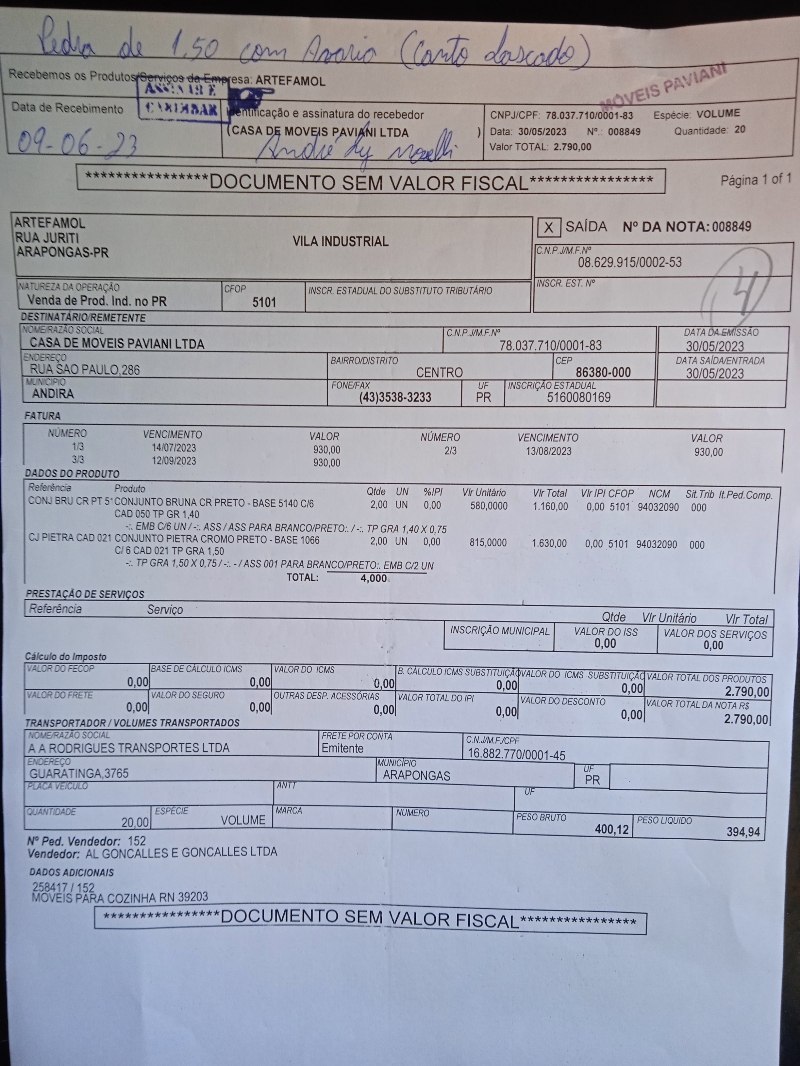 Pedra de 1,50 com Avaria (Canto lascado)
Recebemos os Produtos/Serviços da Empresa: ARTEFAMOL
ASSINAR E
CARIMBAR
MÓVEIS PAVIANI
Data de Recebimento
Identificação e assinatura do recebedor
(CASA DE MOVEIS PAVIANI LTDA )
09-06-23
André
CNPJ/CPF: 78.037.710/0001-83 Espécie: VOLUME
Data: 30/05/2023 Nº.: 008849 Quantidade: 20
Valor TOTAL: 2.790,00
****************DOCUMENTO SEM VALOR FISCAL****************
Página 1 of 1
ARTEFAMOL
RUA JURITI VILA INDUSTRIAL
ARAPONGAS-PR
X SAÍDA Nº DA NOTA: 008849
C.N.P.J/M.F.Nº
08.629.915/0002-53
4
NATUREZA DA OPERAÇÃO CFOP INSCR. ESTADUAL DO SUBSTITUTO TRIBUTÁRIO INSCR. EST. Nº
Venda de Prod. Ind. no PR 5101
DESTINATÁRIO/REMETENTE
NOME/RAZÃO SOCIAL C.N.P.J/M.F.Nº DATA DA EMISSÃO
CASA DE MOVEIS PAVIANI LTDA 78.037.710/0001-83 30/05/2023
ENDEREÇO BAIRRO/DISTRITO CEP DATA SAÍDA/ENTRADA
RUA SAO PAULO,286 CENTRO 86380-000 30/05/2023
MUNICÍPIO FONE/FAX UF INSCRIÇÃO ESTADUAL
ANDIRA (43)3538-3233 PR 5160080169
FATURA
NÚMERO VENCIMENTO VALOR NÚMERO VENCIMENTO VALOR
1/3 14/07/2023 930,00 2/3 13/08/2023 930,00
3/3 12/09/2023 930,00
DADOS DO PRODUTO
Referência Produto Qtde UN %IPI Vlr Unitário Vlr Total Vlr IPI CFOP NCM Sit.Trib It.Ped.Comp.
CONJ BRU CR PT 5' CONJUNTO BRUNA CR PRETO - BASE 5140 C/6 2,00 UN 0,00 580,0000 1.160,00 0,00 5101 94032090 000
CAD 050 TP GR 1,40
-:. EMB C/6 UN / -:. ASS / ASS PARA BRANCO/PRETO:. / -:. TP GRA 1,40 X 0,75
CJ PIETRA CAD 021 CONJUNTO PIETRA CROMO PRETO - BASE 1066 2,00 UN 0,00 815,0000 1.630,00 0,00 5101 94032090 000
C/ 6 CAD 021 TP GRA 1,50
-:. TP GRA 1,50 X 0,75 / -:. - / ASS 001 PARA BRANCO/PRETO:. EMB C/2 UN
TOTAL: 4,000
PRESTAÇÃO DE SERVIÇOS
Referência Serviço Qtde Vlr Unitário Vlr Total
INSCRIÇÃO MUNICIPAL VALOR DO ISS VALOR DOS SERVIÇOS
0,00 0,00
Cálculo do Imposto
VALOR DO FECOP BASE DE CÁLCULO ICMS VALOR DO ICMS B. CÁLCULO ICMS SUBSTITUIÇÃO VALOR DO ICMS SUBSTITUIÇÃO VALOR TOTAL DOS PRODUTOS
0,00 0,00 0,00 0,00 0,00 2.790,00
VALOR DO FRETE VALOR DO SEGURO OUTRAS DESP. ACESSÓRIAS VALOR TOTAL DO IPI VALOR DO DESCONTO VALOR TOTAL DA NOTA R$
0,00 0,00 0,00 0,00 0,00 2.790,00
TRANSPORTADOR / VOLUMES TRANSPORTADOS
NOME/RAZÃO SOCIAL FRETE POR CONTA C.N.J/M.F/CPF
A A RODRIGUES TRANSPORTES LTDA Emitente 16.882.770/0001-45
ENDEREÇO MUNICÍPIO UF
GUARATINGA,3765 ARAPONGAS PR
PLACA VEÍCULO ANTT UF
QUANTIDADE ESPÉCIE MARCA NÚMERO PESO BRUTO PESO LIQUIDO
20,00 VOLUME 400,12 394,94
Nº Ped. Vendedor: 152
Vendedor: AL GONCALLES E GONCALLES LTDA
DADOS ADICIONAIS
258417 / 152
MOVEIS PARA COZINHA RN 39203
****************DOCUMENTO SEM VALOR FISCAL****************